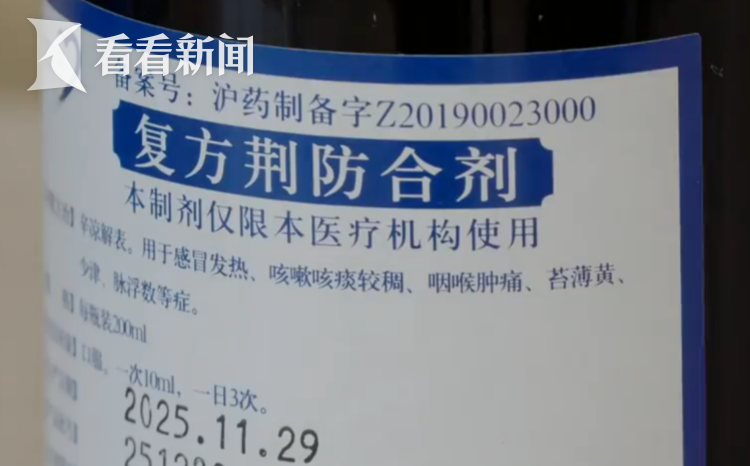 看看新闻
备案号：沪药制备字Z20190023000
复方荆防合剂
本制剂仅限本医疗机构使用
】辛凉解表。用于感冒发热、咳嗽咳痰较稠、咽喉肿痛、苔薄黄、
少津、脉浮数等症。
】每瓶装200ml
】口服，一次10ml，一日3次。
2025.11.29